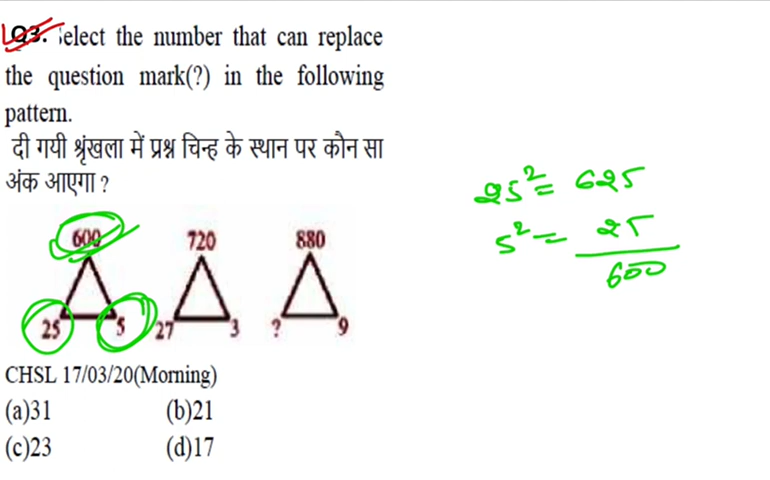 Q3. Select the number that can replace
the question mark(?) in the following
pattern.
दी गयी श्रृंखला में प्रश्न चिन्ह के स्थान पर कौन सा
अंक आएगा ?
25² = 625
5² = 25
600
600 720 880
25 5 27 3 ? 9
CHSL 17/03/20(Morning)
(a)31 (b)21
(c)23 (d)17